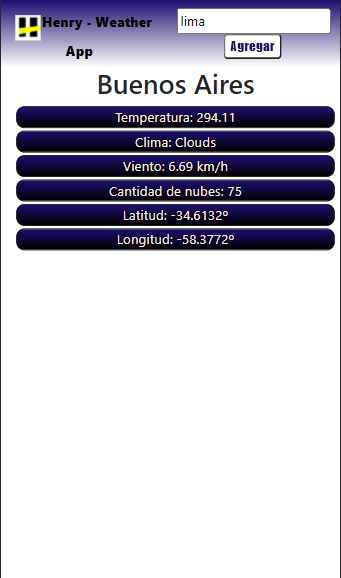 Henry - Weather
App
lima
Agregar
Buenos Aires
Temperatura: 294.11
Clima: Clouds
Viento: 6.69 km/h
Cantidad de nubes: 75
Latitud: -34.6132º
Longitud: -58.3772º